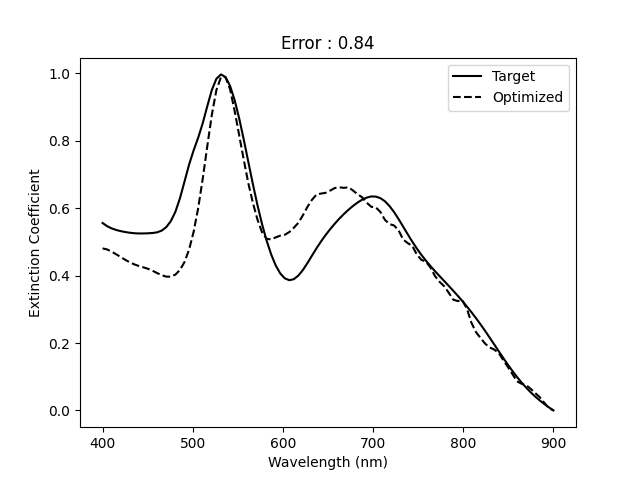 Error : 0.84
Target
Optimized
Extinction Coefficient
1.0
0.8
0.6
0.4
0.2
0.0
400 500 600 700 800 900
Wavelength (nm)